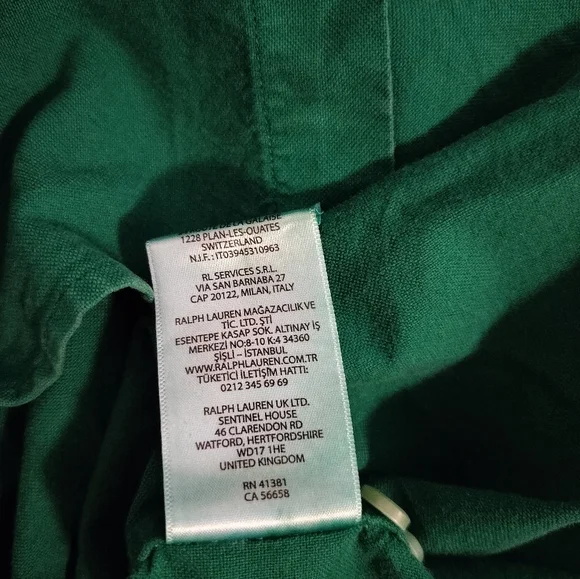 DE LA GALAISE
1228 PLAN-LES-OUATES
SWITZERLAND
N.I.F.: IT03945310963
RL SERVICES S.R.L.
VIA SAN BARNABA 27
CAP 20122, MILAN, ITALY
RALPH LAUREN MAĞAZACILIK VE
TİC. LTD. ŞTİ
ESENTEPE KASAP SOK. ALTINAY İŞ
MERKEZİ NO:8-10 K:4 34360
ŞİŞLİ – İSTANBUL
WWW.RALPHLAUREN.COM.TR
TÜKETİCİ İLETİŞİM HATTI:
0212 345 69 69
RALPH LAUREN UK LTD.
SENTINEL HOUSE
46 CLARENDON RD
WATFORD, HERTFORDSHIRE
WD17 1HE
UNITED KINGDOM
RN 41381
CA 56658